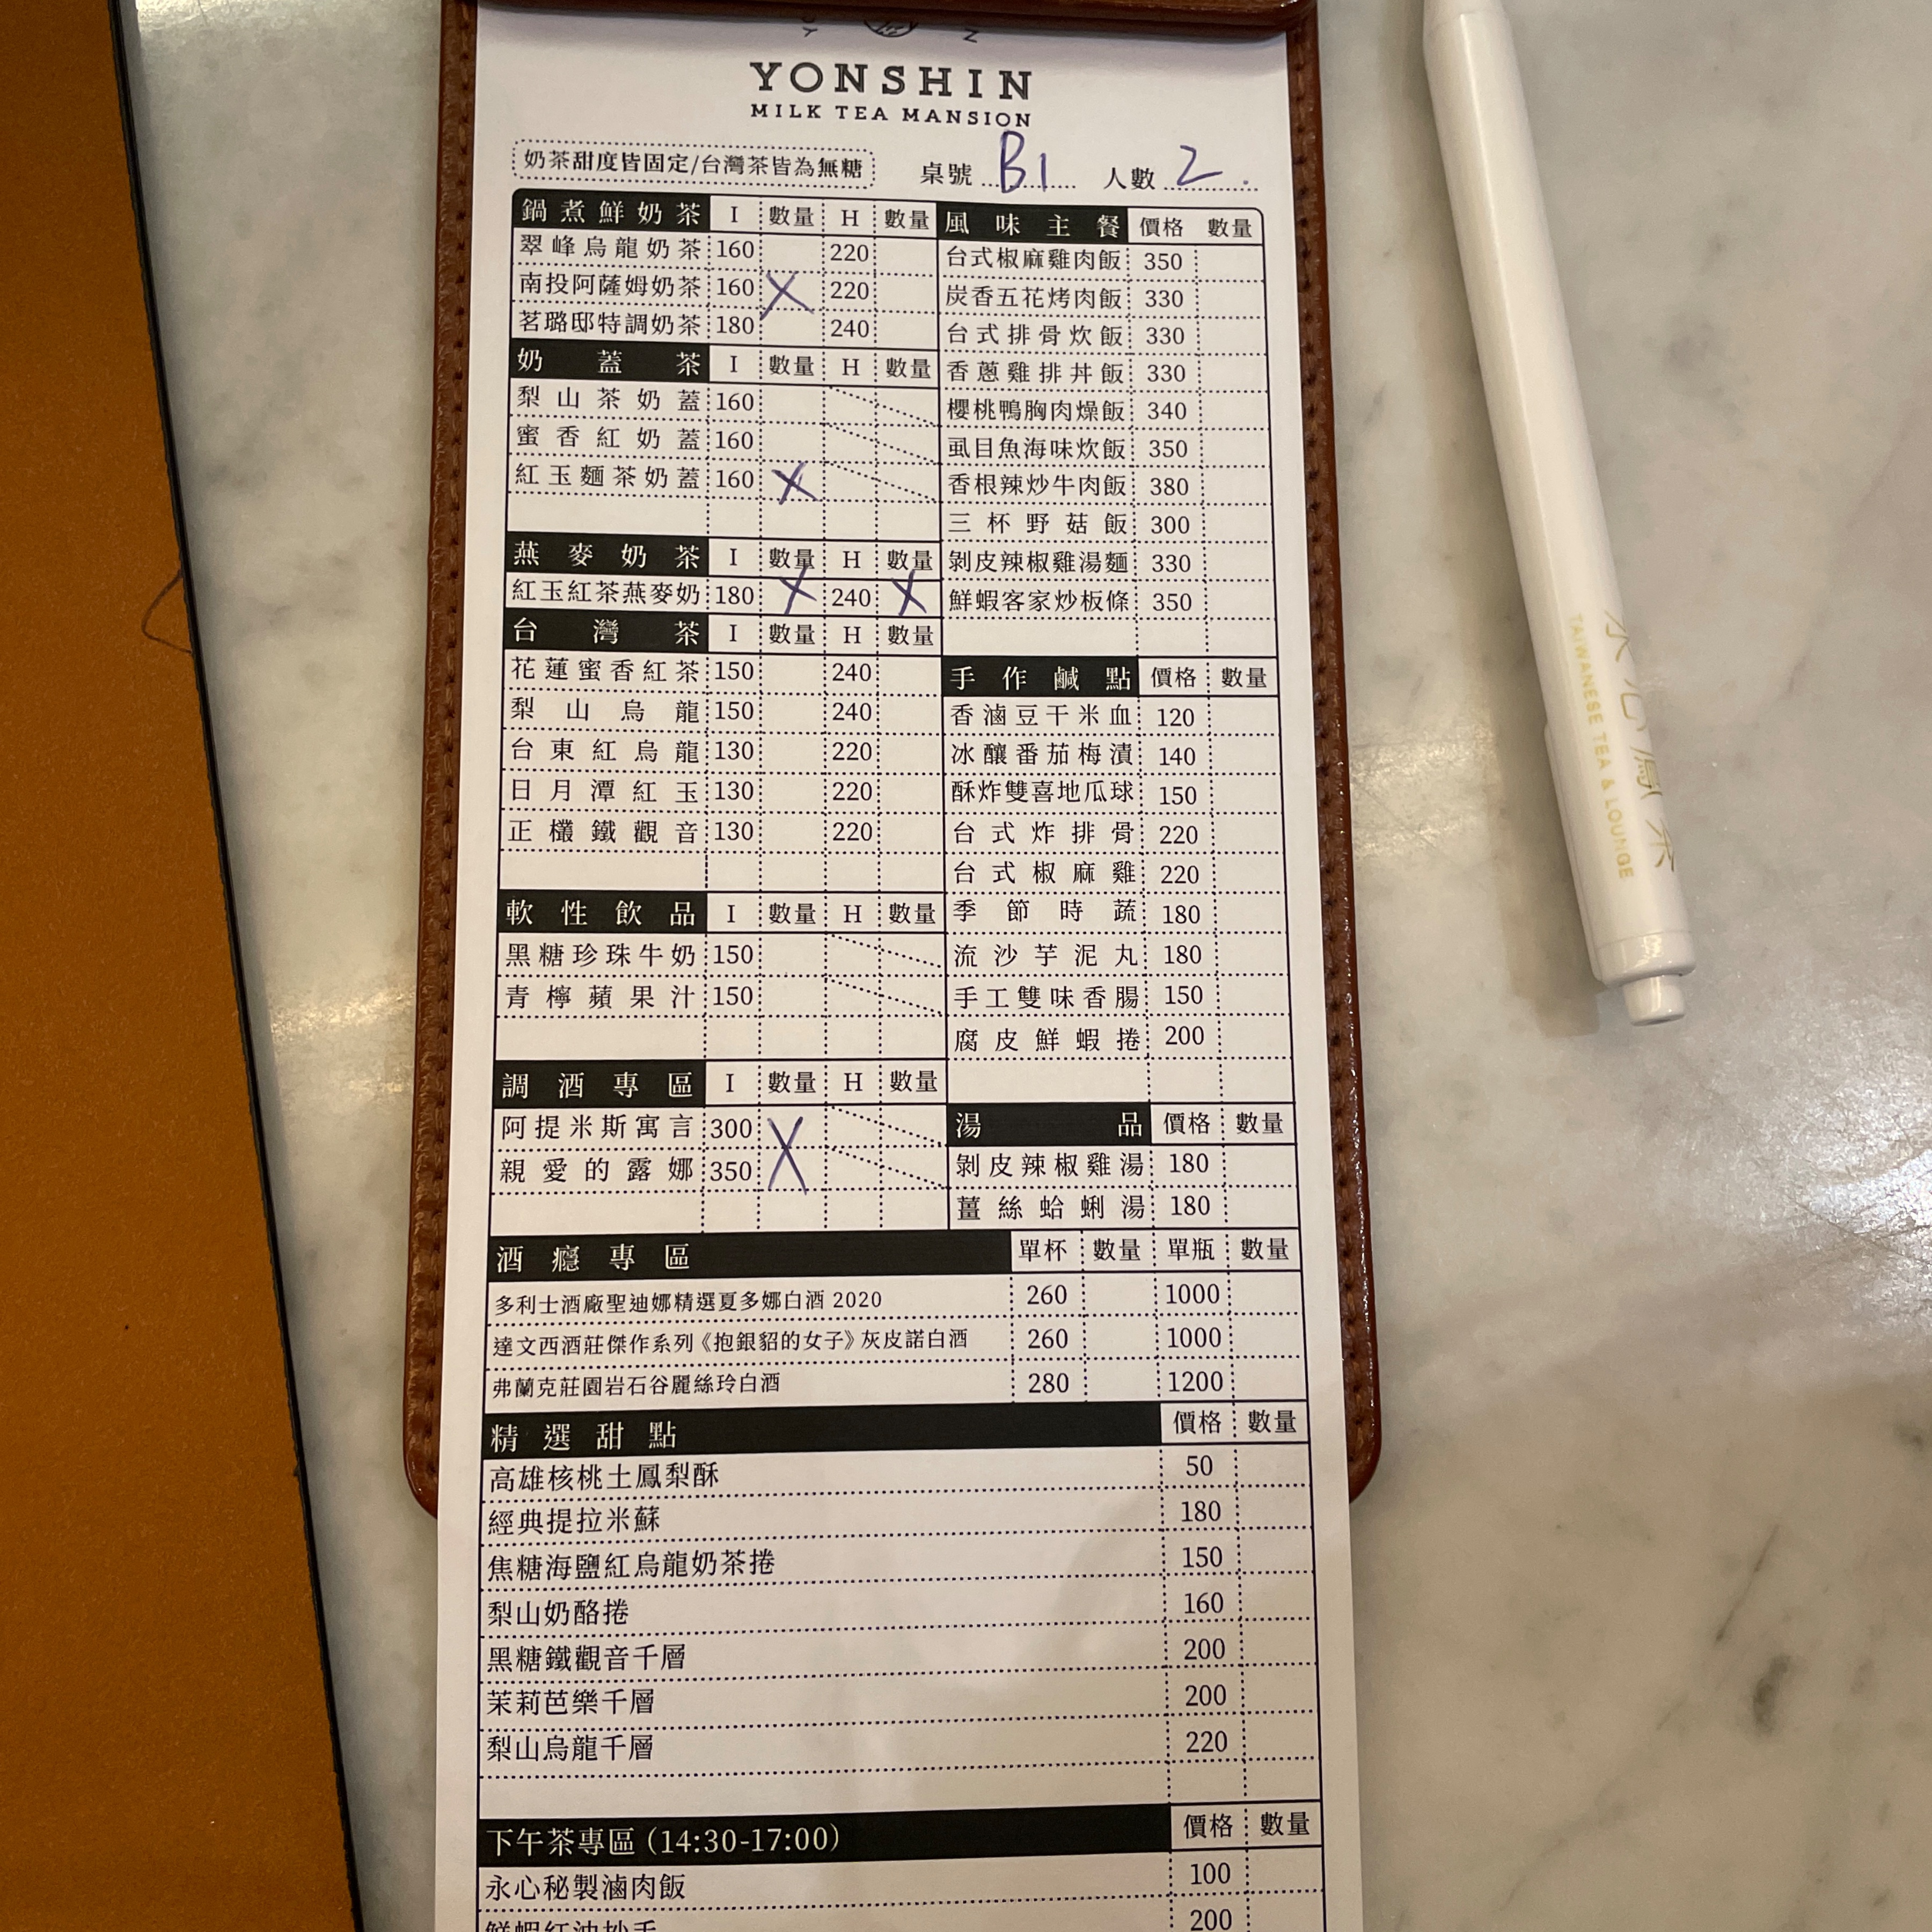 YONSHIN
MILK TEA MANSION
奶茶甜度皆固定/台灣茶皆為無糖
桌號 B1 人數 2
鍋煮鮮奶茶 I 數量 H 數量
翠峰烏龍奶茶 160 220
南投阿薩姆奶茶 160 X 220
茗璐邸特調奶茶 180 240
奶蓋茶 I 數量 H 數量
梨山茶奶蓋 160
蜜香紅奶蓋 160
紅玉麵茶奶蓋 160 X
燕麥奶茶 I 數量 H 數量
紅玉紅茶燕麥奶 180 X 240 X
台灣茶 I 數量 H 數量
花蓮蜜香紅茶 150 240
梨山烏龍 150 240
台東紅烏龍 130 220
日月潭紅玉 130 220
正欉鐵觀音 130 220
軟性飲品 I 數量 H 數量
黑糖珍珠牛奶 150
青檸蘋果汁 150
調酒專區 I 數量 H 數量
阿提米斯寓言 300 X
親愛的露娜 350
風味主餐 價格 數量
台式椒麻雞肉飯 350
炭香五花烤肉飯 330
台式排骨炊飯 330
香蔥雞排丼飯 330
櫻桃鴨胸肉燥飯 340
虱目魚海味炊飯 350
香根辣炒牛肉飯 380
三杯野菇飯 300
剝皮辣椒雞湯麵 330
鮮蝦客家炒板條 350
手作鹹點 價格 數量
香滷豆干米血 120
冰釀番茄梅漬 140
酥炸雙喜地瓜球 150
台式炸排骨 220
台式椒麻雞 220
季節時蔬 180
流沙芋泥丸 180
手工雙味香腸 150
腐皮鮮蝦捲 200
湯品 價格 數量
剝皮辣椒雞湯 180
薑絲蛤蜊湯 180
酒癮專區 單杯 數量 單瓶 數量
多利士酒廠聖迪娜精選夏多娜白酒 2020 260 1000
達文西酒莊傑作系列《抱銀貂的女子》灰皮諾白酒 260 1000
弗蘭克莊園岩石谷麗絲玲白酒 280 1200
精選甜點 價格 數量
高雄核桃土鳳梨酥 50
經典提拉米蘇 180
焦糖海鹽紅烏龍奶茶捲 150
梨山奶酪捲 160
黑糖鐵觀音千層 200
茉莉芭樂千層 200
梨山烏龍千層 220
下午茶專區 (14:30-17:00) 價格 數量
永心秘製滷肉飯 100
鮮蝦紅油抄手 200
永心鳳茶
TAIWANESE TEA & LOUNGE